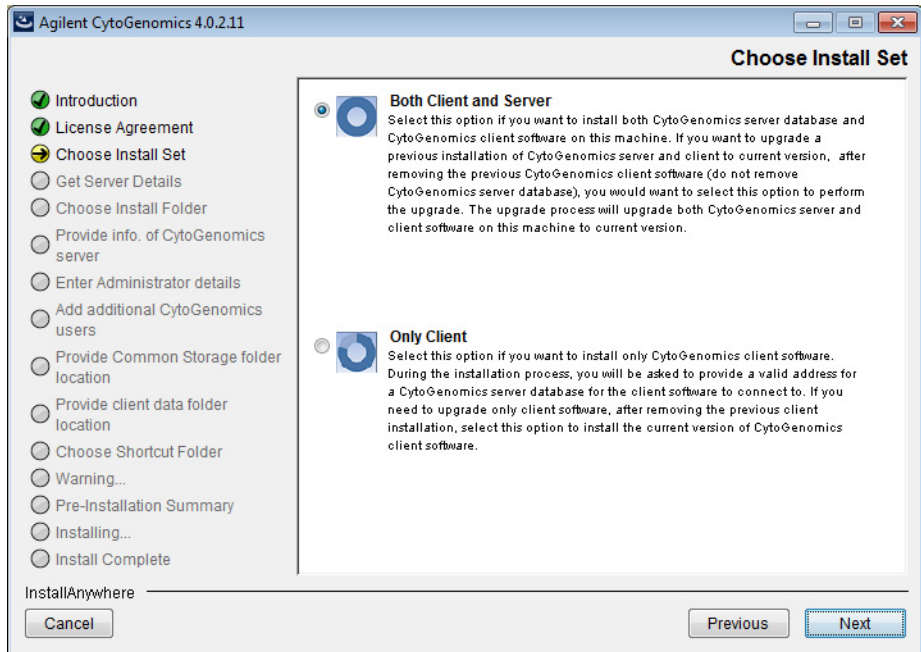 Agilent CytoGenomics 4.0.2.11
Choose Install Set
Introduction
License Agreement
Choose Install Set
Get Server Details
Choose Install Folder
Provide info. of CytoGenomics
server
Enter Administrator details
Add additional CytoGenomics
users
Provide Common Storage folder
location
Provide client data folder
location
Choose Shortcut Folder
Warning...
Pre-Installation Summary
Installing...
Install Complete
Both Client and Server
Select this option if you want to install both CytoGenomics server database and
CytoGenomics client software on this machine. If you want to upgrade a
previous installation of CytoGenomics server and client to current version, after
removing the previous CytoGenomics client software (do not remove
CytoGenomics server database), you would want to select this option to perform
the upgrade. The upgrade process will upgrade both CytoGenomics server and
client software on this machine to current version.
Only Client
Select this option if you want to install only CytoGenomics client software.
During the installation process, you will be asked to provide a valid address for
a CytoGenomics server database for the client software to connect to. If you
need to upgrade only client software, after removing the previous client
installation, select this option to install the current version of CytoGenomics
client software.
InstallAnywhere
Cancel
Previous
Next